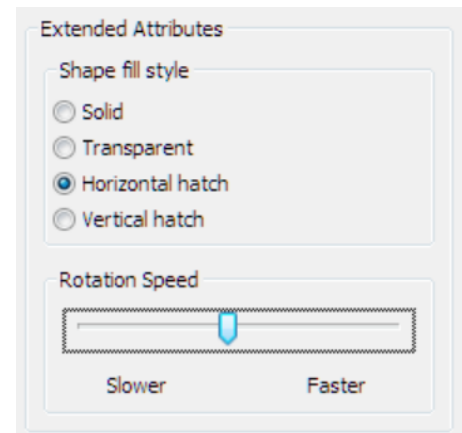 Extended Attributes
Shape fill style
Solid
Transparent
Horizontal hatch
Vertical hatch
Rotation Speed
Slower Faster